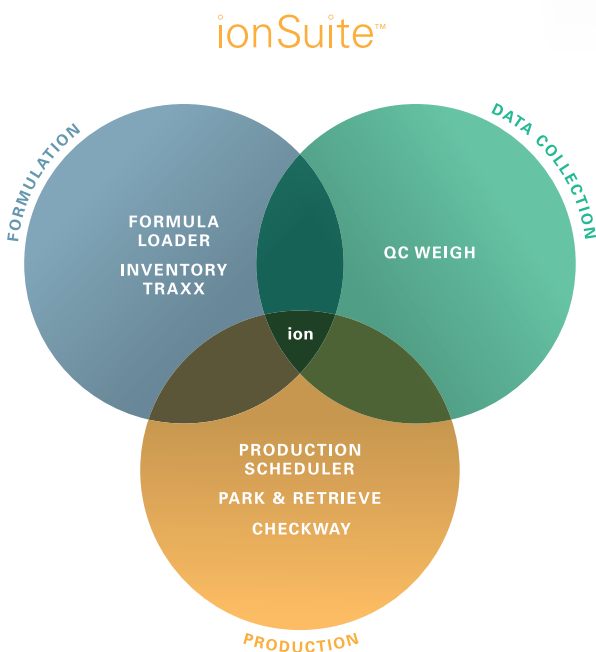 ionSuite™
FORMULATION
DATA COLLECTION
FORMULA
LOADER
INVENTORY
TRAXX
QC WEIGH
ion
PRODUCTION
SCHEDULER
PARK & RETRIEVE
CHECKWAY
PRODUCTION